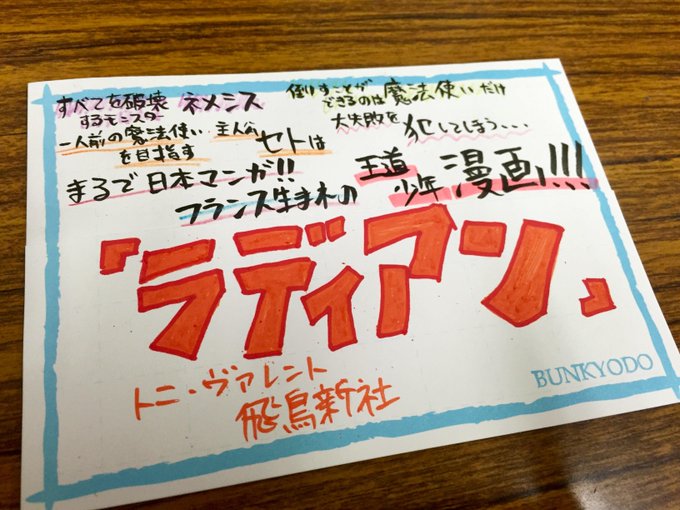 すべてを破壊
するモンスター ネメシス
倒すことが
できるのは魔法使いだけ
一人前の魔法使い
を目指す
主人公
セトは
大失敗を
犯してしまう・・・
まるで日本マンガ!!
フランス生まれの
王道
少年漫画!!!
『ラディアン』
トニ・ヴァレント
飛鳥新社
BUNKYODO